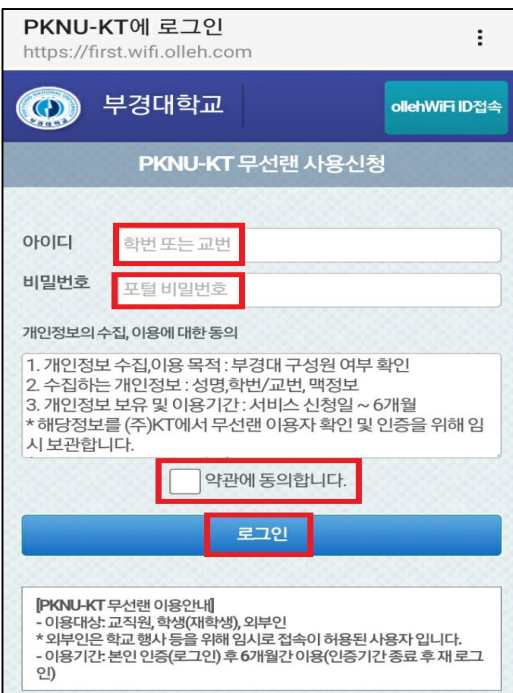 PKNU-KT에 로그인
https://first.wifi.olleh.com
부경대학교
ollehWiFi ID접속
PKNU-KT 무선랜 사용신청
아이디
학번 또는 교번
비밀번호
포털 비밀번호
개인정보의 수집, 이용에 대한 동의
1. 개인정보 수집,이용 목적 : 부경대 구성원 여부 확인
2. 수집하는 개인정보 : 성명,학번/교번, 맥정보
3. 개인정보 보유 및 이용기간 : 서비스 신청일 ~ 6개월
* 해당정보를 (주)KT에서 무선랜 이용자 확인 및 인증을 위해 임
시 보관합니다.
약관에 동의합니다.
로그인
[PKNU-KT 무선랜 이용안내]
- 이용대상: 교직원, 학생(재학생), 외부인
* 외부인은 학교 행사 등을 위해 임시로 접속이 허용된 사용자 입니다.
- 이용기간: 본인 인증(로그인) 후 6개월간 이용(인증기간 종료 후 재 로그
인)